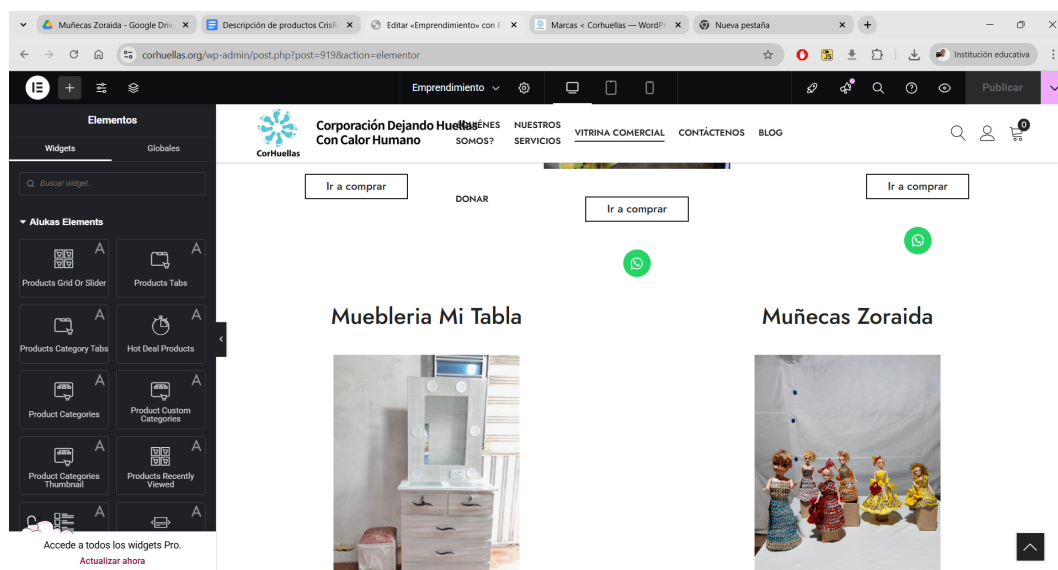 Muñecas Zoraida - Google Driv
Descripción de productos CrisR
Editar «Emprendimiento» con E
Marcas < Corhuellas — WordPr
Nueva pestaña
corhuellas.org/wp-admin/post.php?post=919&action=elementor
JS
Institución educativa
Emprendimiento
Publicar
Elementos
Widgets
Globales
Buscar widget...
Alukas Elements
Products Grid Or Slider
Products Tabs
Products Category Tabs
Hot Deal Products
Product Categories
Product Custom
Categories
Product Categories
Thumbnail
Products Recently
Viewed
Accede a todos los widgets Pro.
Actualizar ahora
CorHuellas
Corporación Dejando Huellas
Con Calor Humano
SOMOS?
NUESTROS
SERVICIOS
VITRINA COMERCIAL
CONTÁCTENOS
BLOG
DONAR
0
Ir a comprar
Ir a comprar
Ir a comprar
Muebleria Mi Tabla
Muñecas Zoraida